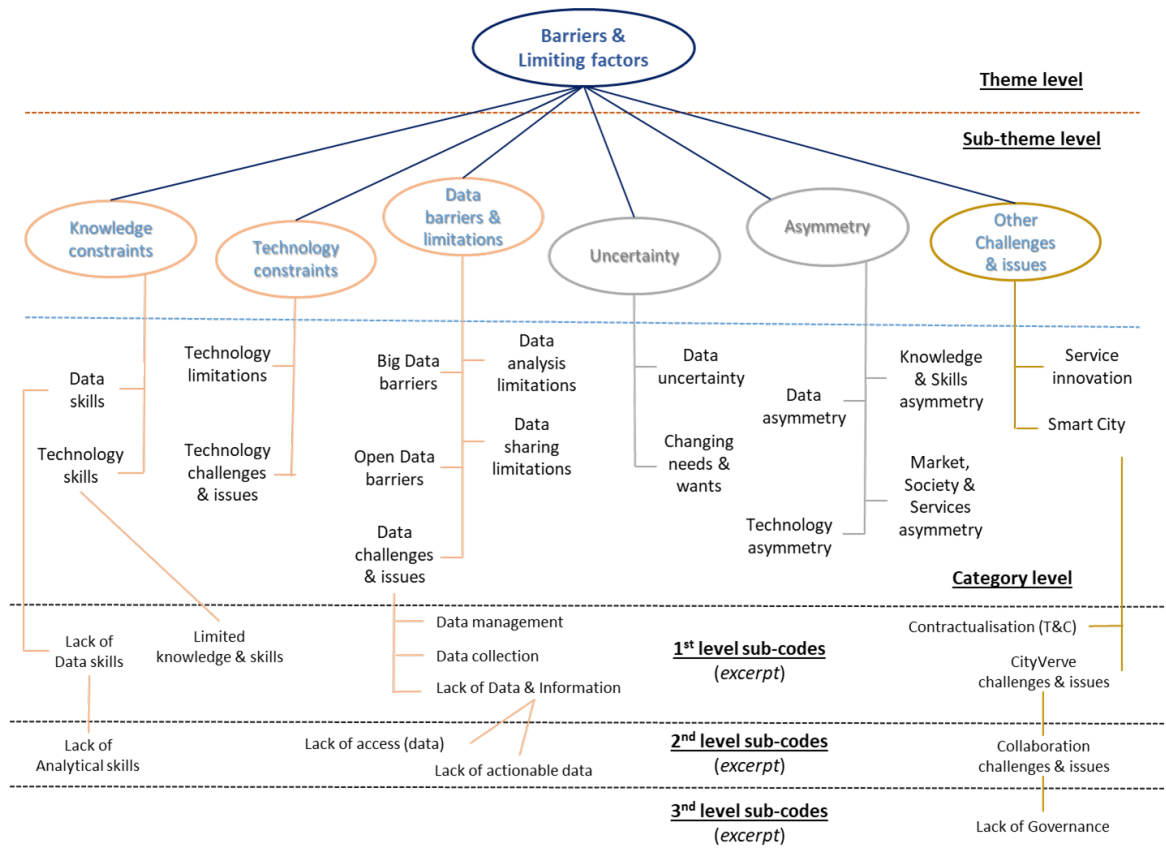 Barriers &
Limiting factors
Theme level
Sub-theme level
Knowledge
constraints
Technology
constraints
Data
barriers &
limitations
Uncertainty
Asymmetry
Other
Challenges
& issues
Data
skills
Technology
skills
Technology
limitations
Technology
challenges
& issues
Big Data
barriers
Open Data
barriers
Data
challenges
& issues
Data
analysis
limitations
Data
sharing
limitations
Data
uncertainty
Changing
needs &
wants
Data
asymmetry
Technology
asymmetry
Knowledge
& Skills
asymmetry
Market,
Society &
Services
asymmetry
Service
innovation
Smart City
Category level
Lack of
Data skills
Limited
knowledge & skills
Data management
Data collection
Lack of Data & Information
1st level sub-codes
(excerpt)
Contractualisation (T&C)
CityVerve
challenges & issues
Lack of
Analytical skills
Lack of access (data)
Lack of actionable data
2nd level sub-codes
(excerpt)
Collaboration
challenges & issues
3rd level sub-codes
(excerpt)
Lack of Governance